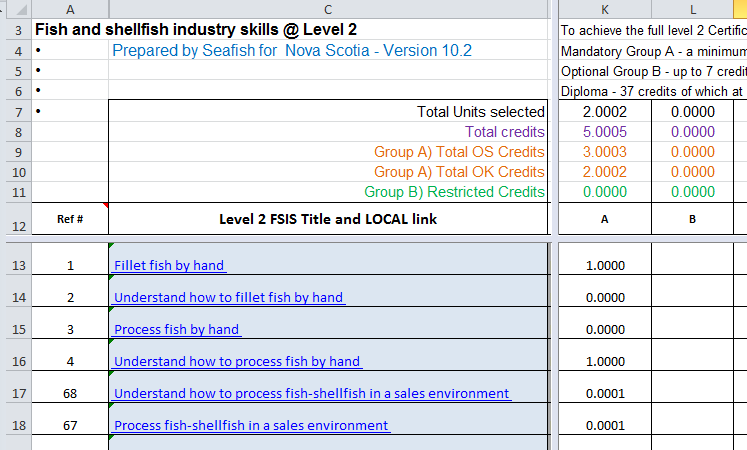 A C K L
3 Fish and shellfish industry skills @ Level 2 To achieve the full level 2 Certific
4 • Prepared by Seafish for Nova Scotia - Version 10.2 Mandatory Group A - a minimum
5 • Optional Group B - up to 7 credit
6 • Diploma - 37 credits of which at
7 • Total Units selected 2.0002 0.0000
8 Total credits 5.0005 0.0000
9 Group A) Total OS Credits 3.0003 0.0000
10 Group A) Total OK Credits 2.0002 0.0000
11 Group B) Restricted Credits 0.0000 0.0000
12 Ref # Level 2 FSIS Title and LOCAL link A B
13 1 Fillet fish by hand 1.0000
14 2 Understand how to fillet fish by hand 0.0000
15 3 Process fish by hand 0.0000
16 4 Understand how to process fish by hand 1.0000
17 68 Understand how to process fish-shellfish in a sales environment 0.0001
18 67 Process fish-shellfish in a sales environment 0.0001